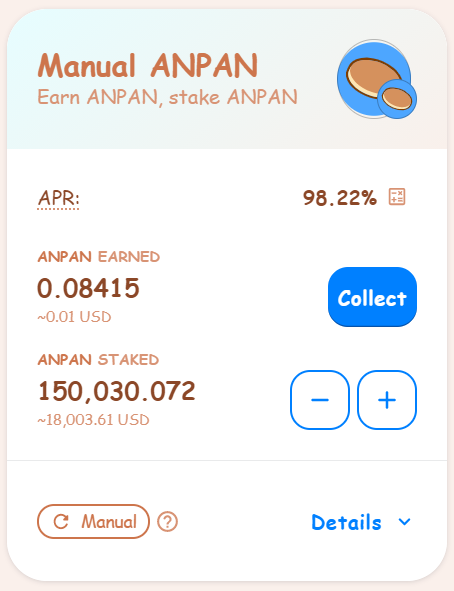 Manual ANPAN
Earn ANPAN, stake ANPAN
APR:
98.22%
ANPAN EARNED
0.08415
~0.01 USD
Collect
ANPAN STAKED
150,030.072
~18,003.61 USD
Manual
Details